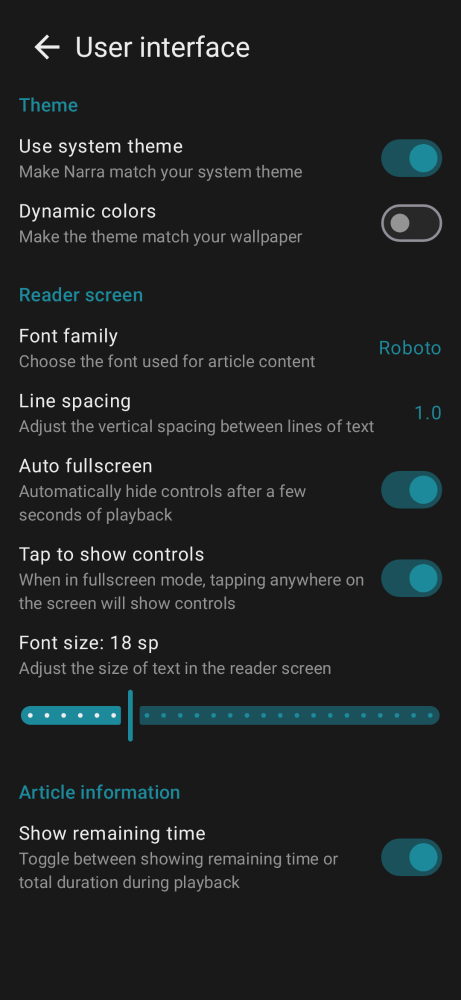 User interface
Theme
Use system theme
Make Narra match your system theme
Dynamic colors
Make the theme match your wallpaper
Reader screen
Font family
Choose the font used for article content
Roboto
Line spacing
Adjust the vertical spacing between lines of text
1.0
Auto fullscreen
Automatically hide controls after a few
seconds of playback
Tap to show controls
When in fullscreen mode, tapping anywhere on
the screen will show controls
Font size: 18 sp
Adjust the size of text in the reader screen
Article information
Show remaining time
Toggle between showing remaining time or
total duration during playback